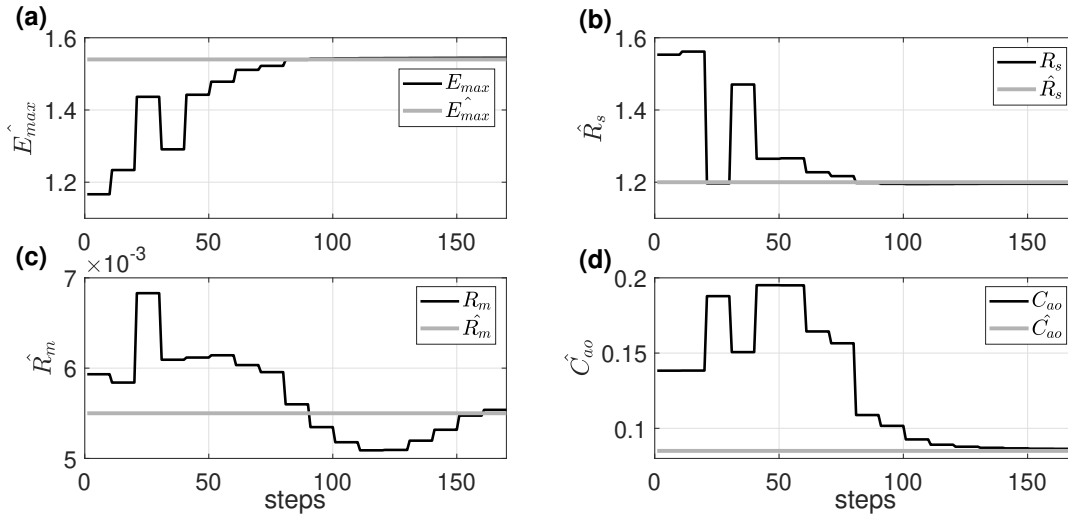 (a)
1.6
1.4
1.2
0
50
100
150
Ê_max
E_max
Ê_max
(b)
1.6
1.4
1.2
0
50
100
150
R̂_s
R_s
R̂_s
(c)
×10⁻³
7
6
5
0
50
100
150
steps
R̂_m
R_m
R̂_m
(d)
0.2
0.15
0.1
0
50
100
150
steps
Ĉ_ao
C_ao
Ĉ_ao